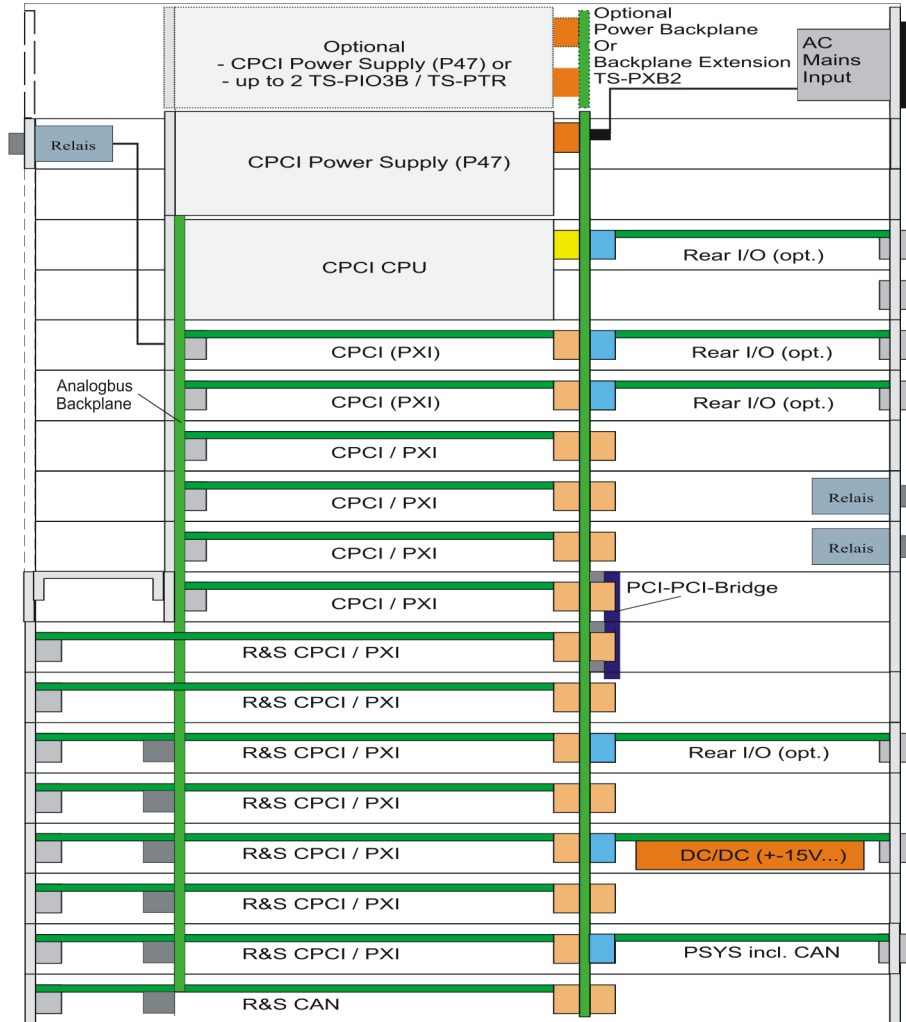 Optional
- CPCI Power Supply (P47) or
- up to 2 TS-PIO3B / TS-PTR
Optional
Power Backplane
Or
Backplane Extension
TS-PXB2
AC
Mains
Input
Relais
CPCI Power Supply (P47)
CPCI CPU
Rear I/O (opt.)
CPCI (PXI)
Rear I/O (opt.)
Analogbus
Backplane
CPCI (PXI)
Rear I/O (opt.)
CPCI / PXI
CPCI / PXI
Relais
CPCI / PXI
Relais
CPCI / PXI
PCI-PCI-Bridge
R&S CPCI / PXI
R&S CPCI / PXI
R&S CPCI / PXI
Rear I/O (opt.)
R&S CPCI / PXI
R&S CPCI / PXI
DC/DC (+-15V...)
R&S CPCI / PXI
R&S CPCI / PXI
PSYS incl. CAN
R&S CAN